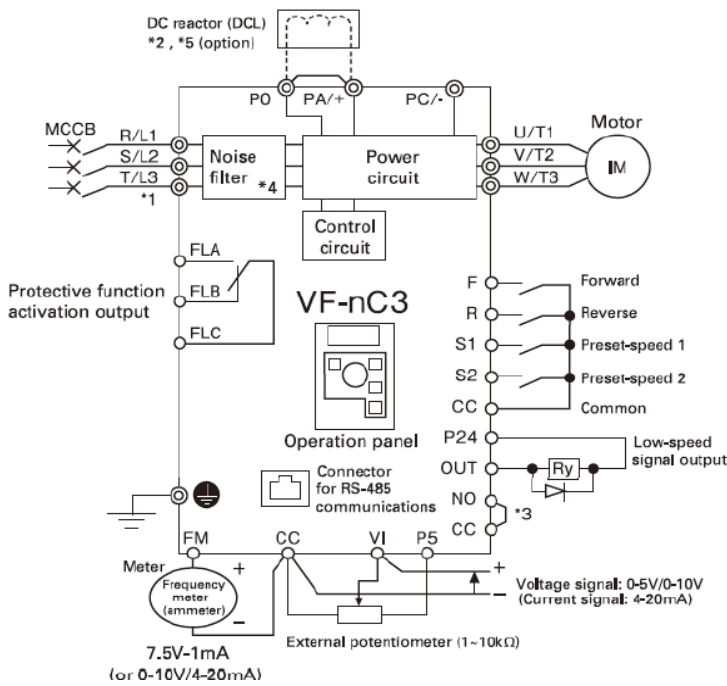 DC reactor (DCL)
*2 , *5 (option)
PO
PA/+
PC/-
MCCB
R/L1
S/L2
T/L3
*1
Noise
filter
*4
Power
circuit
U/T1
V/T2
W/T3
Motor
IM
Control
circuit
FLA
FLB
FLC
Protective function
activation output
VF-nC3
Operation panel
Connector
for RS-485
communications
F
Forward
R
Reverse
S1
Preset-speed 1
S2
Preset-speed 2
CC
Common
P24
OUT
Low-speed
signal output
Ry
NO
CC
*3
FM
CC
VI
P5
Meter
+
Frequency
meter
(ammeter)
–
7.5V-1mA
(or 0-10V/4-20mA)
External potentiometer (1~10kΩ)
+
–
Voltage signal: 0-5V/0-10V
(Current signal: 4-20mA)